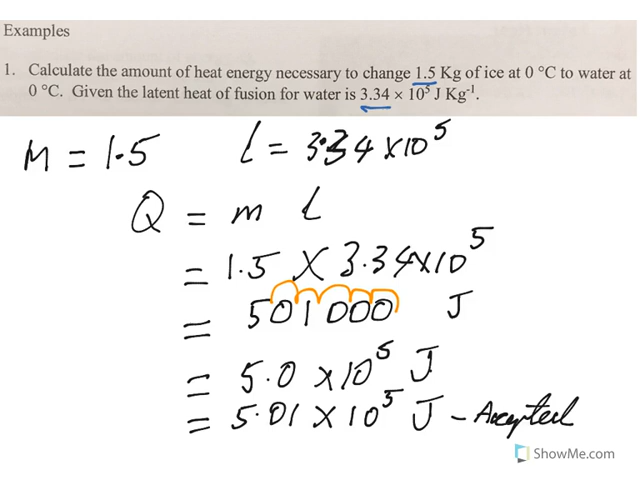 Examples
1. Calculate the amount of heat energy necessary to change 1.5 Kg of ice at 0 °C to water at
0 °C. Given the latent heat of fusion for water is 3.34 × 10⁵ J Kg⁻¹.
M = 1.5 l = 3.34 × 10⁵
Q = m l
= 1.5 × 3.34×10⁵
= 501000 J
= 5.0 × 10⁵ J
= 5.01 × 10⁵ J - Accepted
ShowMe.com